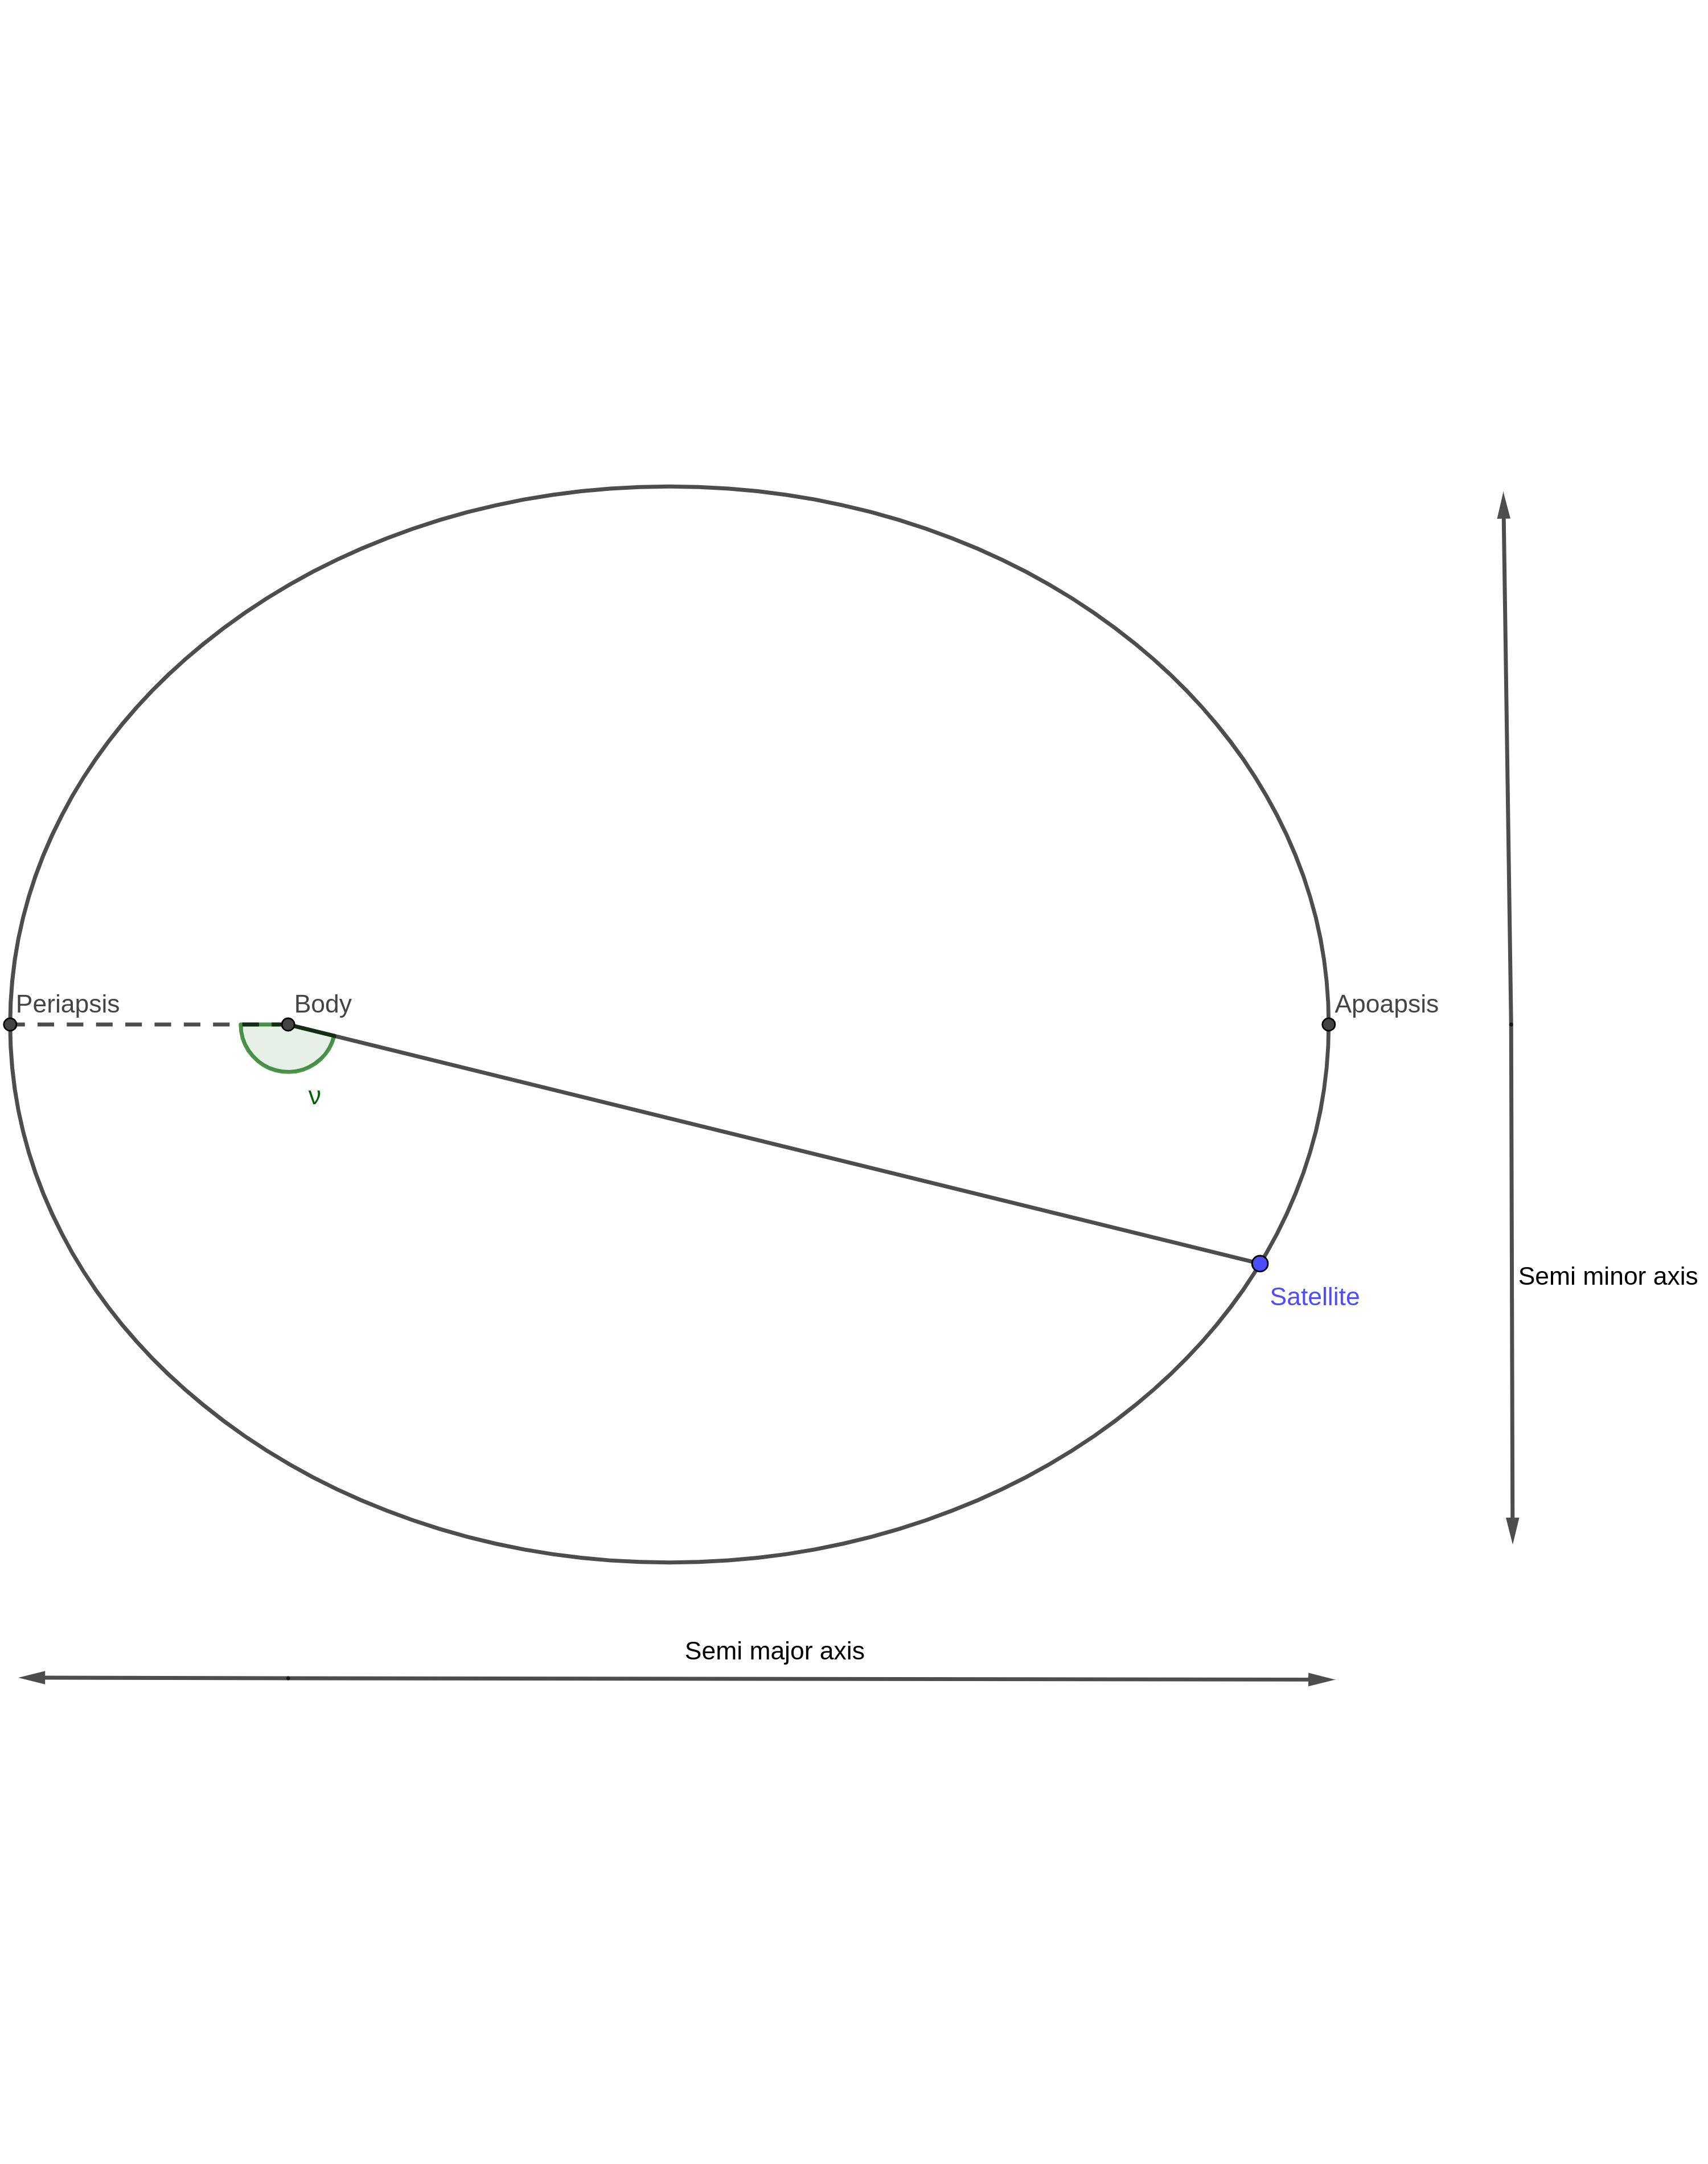 Periapsis
Body
Apoapsis
ν
Semi minor axis
Satellite
Semi major axis